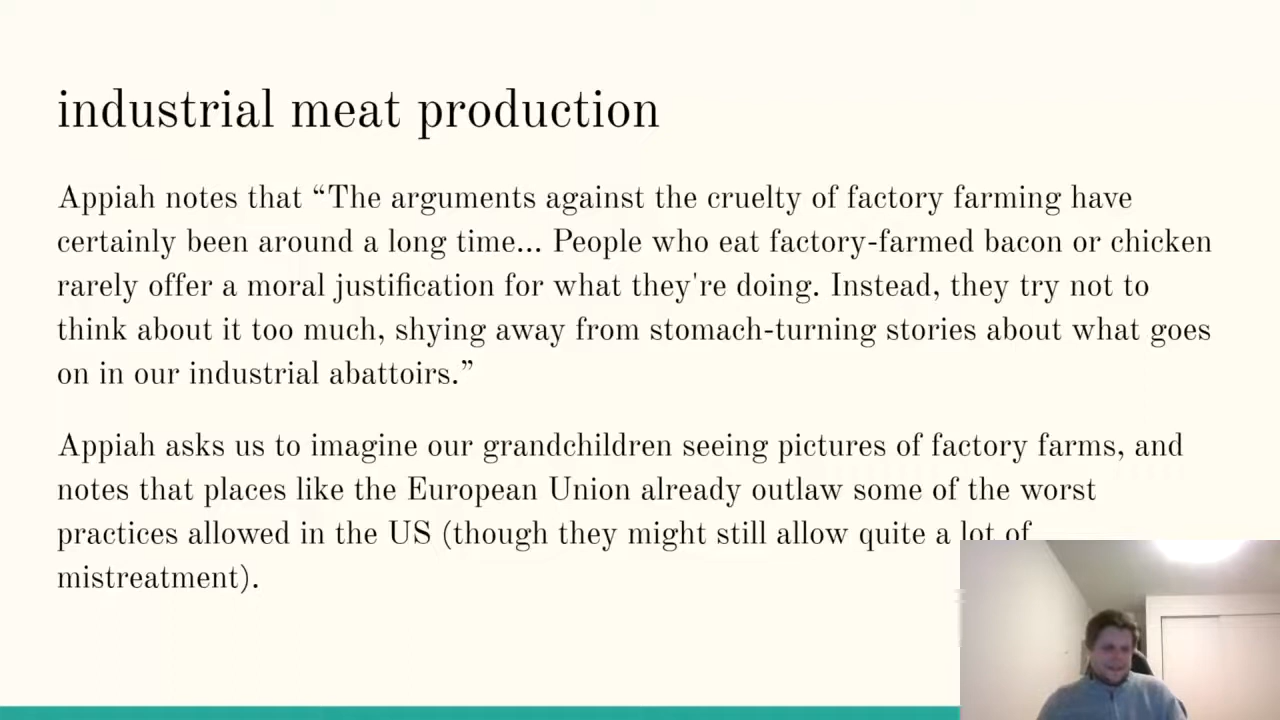 industrial meat production
Appiah notes that “The arguments against the cruelty of factory farming have
certainly been around a long time... People who eat factory-farmed bacon or chicken
rarely offer a moral justification for what they're doing. Instead, they try not to
think about it too much, shying away from stomach-turning stories about what goes
on in our industrial abattoirs.”
Appiah asks us to imagine our grandchildren seeing pictures of factory farms, and
notes that places like the European Union already outlaw some of the worst
practices allowed in the US (though they might still allow quite a lot of
mistreatment).